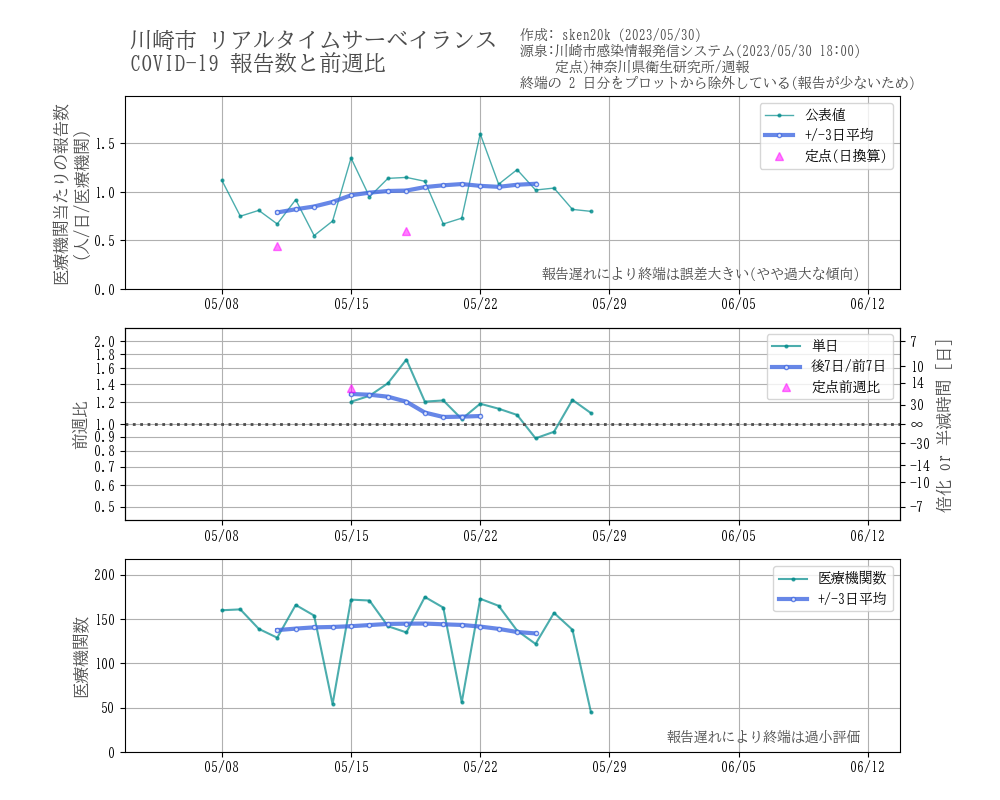 川崎市 リアルタイムサーベイランス
COVID-19 報告数と前週比
作成: sken20k (2023/05/30)
源泉:川崎市感染情報発信システム(2023/05/30 18:00)
定点)神奈川県衛生研究所/週報
終端の 2 日分をプロットから除外している(報告が少ないため)
医療機関当たりの報告数
(人/日/医療機関)
1.5
1.0
0.5
0.0
公表値
+/-3日平均
定点(日換算)
報告遅れにより終端は誤差大きい(やや過大な傾向)
05/08 05/15 05/22 05/29 06/05 06/12
前週比
2.0
1.8
1.6
1.4
1.2
1.0
0.9
0.8
0.7
0.6
0.5
単日
後7日/前7日
定点前週比
7
10
14
30
∞
-30
-14
-10
-7
倍化 or 半減時間 [日]
05/08 05/15 05/22 05/29 06/05 06/12
医療機関数
200
150
100
50
0
医療機関数
+/-3日平均
報告遅れにより終端は過小評価
05/08 05/15 05/22 05/29 06/05 06/12